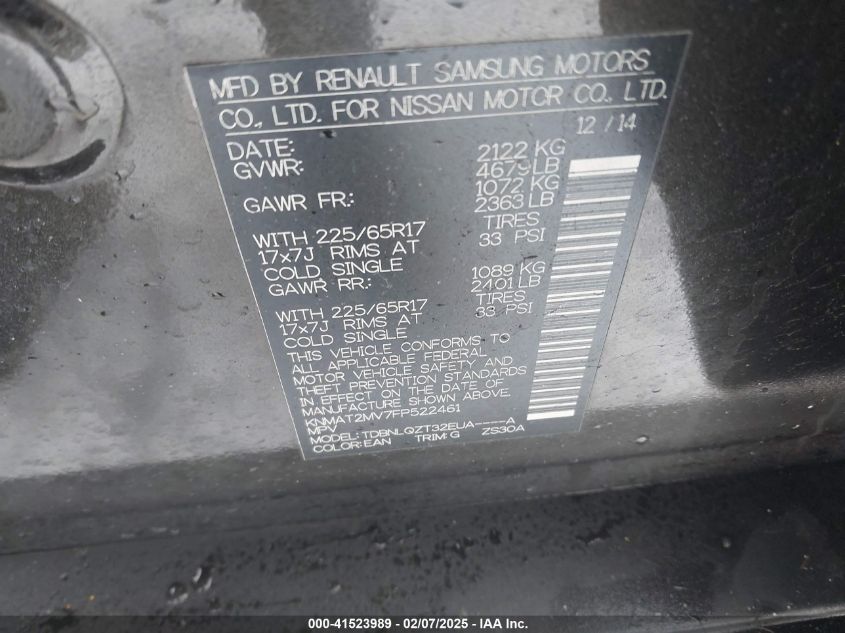 MFD BY RENAULT SAMSUNG MOTORS
CO., LTD. FOR NISSAN MOTOR CO., LTD.
DATE: 12 / 14
GVWR: 2122 KG
4679 LB
GAWR FR.: 1072 KG
2363 LB
WITH 225/65R17 TIRES
17x7J RIMS AT 33 PSI
COLD SINGLE
GAWR RR.: 1089 KG
2401 LB
WITH 225/65R17 TIRES
17x7J RIMS AT 33 PSI
COLD SINGLE
THIS VEHICLE CONFORMS TO
ALL APPLICABLE FEDERAL
MOTOR VEHICLE SAFETY AND
THEFT PREVENTION STANDARDS
IN EFFECT ON THE DATE OF
MANUFACTURE SHOWN ABOVE.
KNMAT2MV7FP522461
MPV
MODEL: TDBNLQZT32EUA----A
COLOR: EAN TRIM: G ZS30A
000-41523989 — 02/07/2025 — IAA Inc.